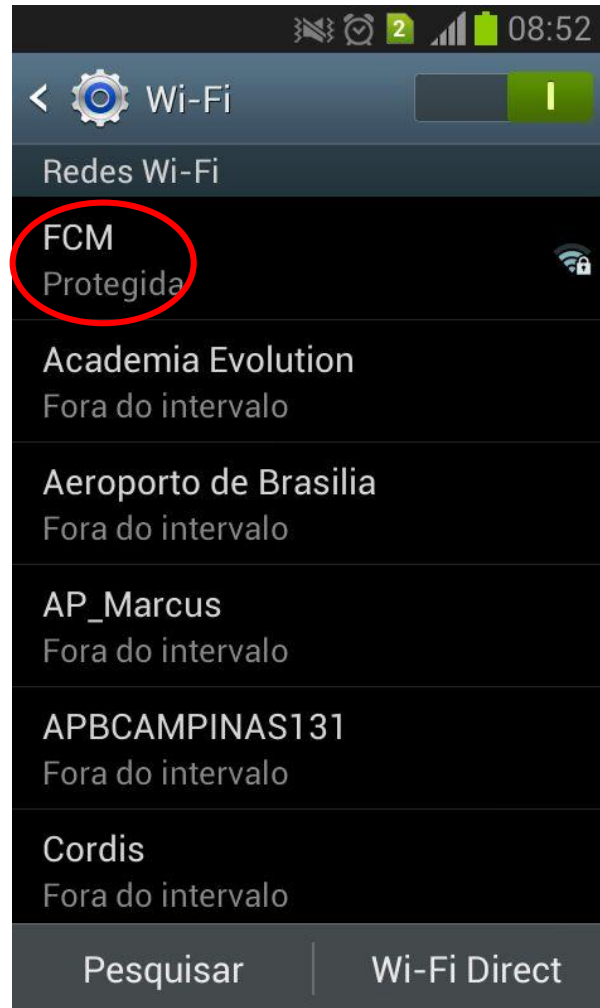 2 08:52
Wi-Fi
Redes Wi-Fi
FCM
Protegida
Academia Evolution
Fora do intervalo
Aeroporto de Brasilia
Fora do intervalo
AP_Marcus
Fora do intervalo
APBCAMPINAS131
Fora do intervalo
Cordis
Fora do intervalo
Pesquisar Wi-Fi Direct